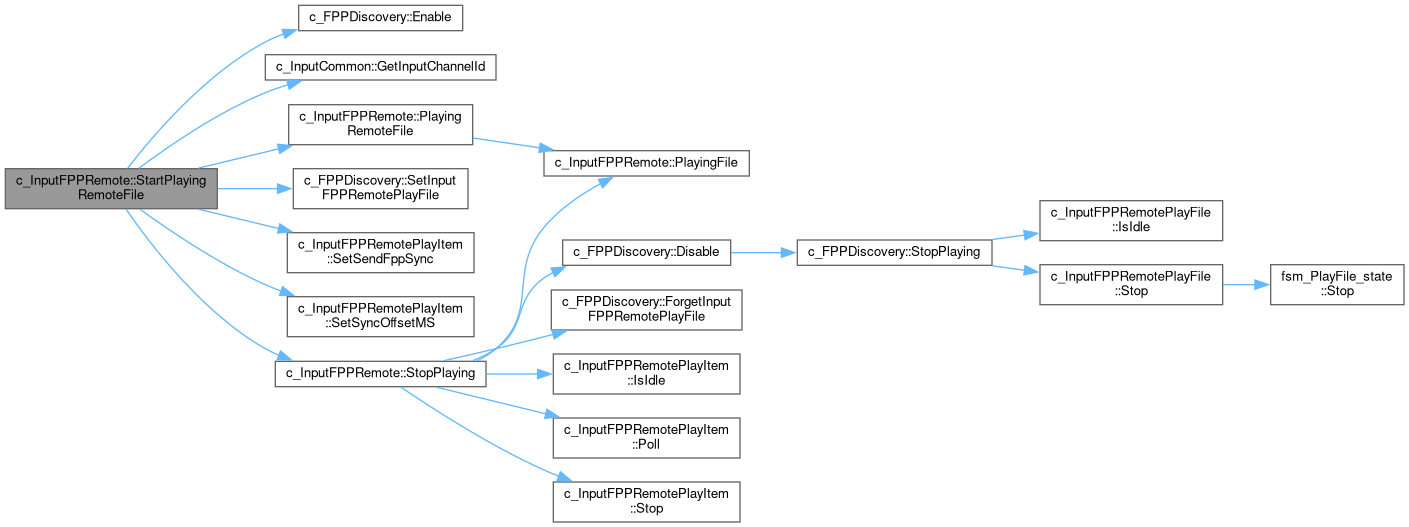 c_FPPDiscovery::Enable
c_InputCommon::GetInputChannelId
c_InputFPPRemote::Playing
RemoteFile
c_InputFPPRemote::PlayingFile
c_InputFPPRemote::StartPlaying
RemoteFile
c_FPPDiscovery::SetInput
FPPRemotePlayFile
c_InputFPPRemotePlayItem
::SetSendFppSync
c_InputFPPRemotePlayItem
::SetSyncOffsetMS
c_InputFPPRemote::StopPlaying
c_FPPDiscovery::Disable
c_FPPDiscovery::StopPlaying
c_InputFPPRemotePlayFile
::IsIdle
c_InputFPPRemotePlayFile
::Stop
fsm_PlayFile_state
::Stop
c_FPPDiscovery::ForgetInput
FPPRemotePlayFile
c_InputFPPRemotePlayItem
::IsIdle
c_InputFPPRemotePlayItem
::Poll
c_InputFPPRemotePlayItem
::Stop